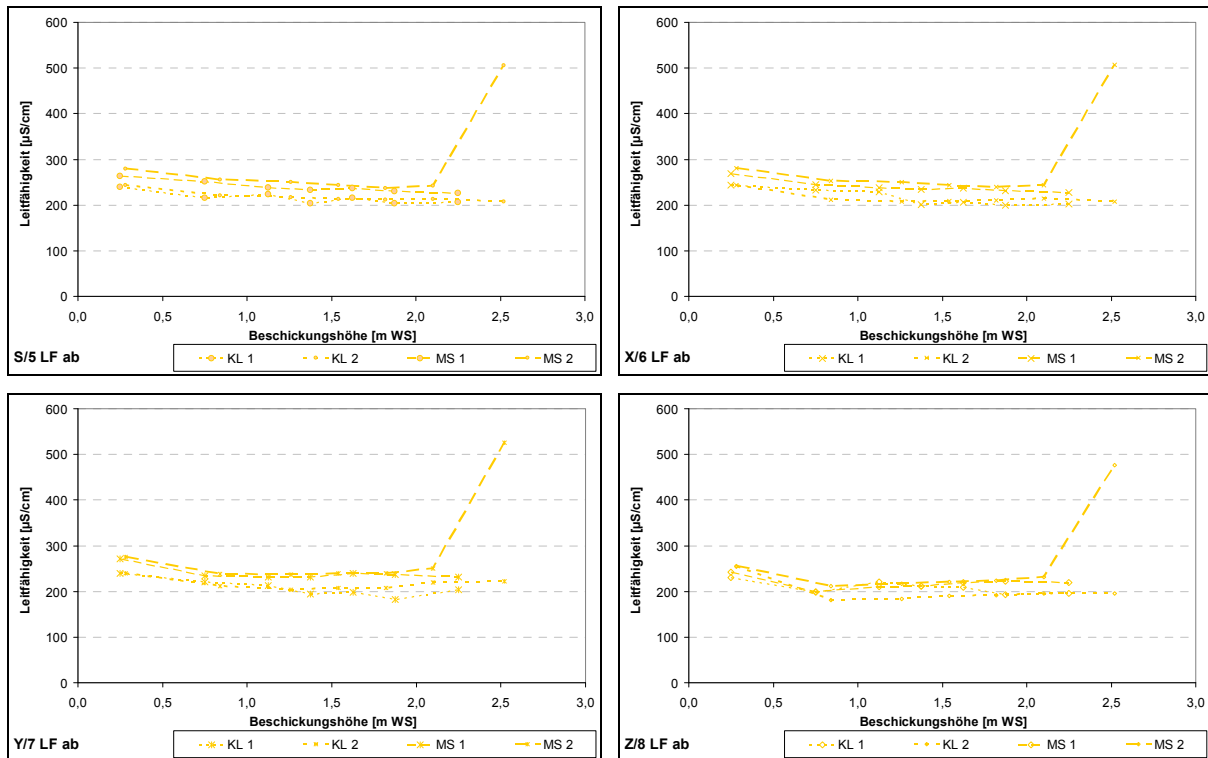 600
500
400
300
200
100
0
Leitfähigkeit [µS/cm]
0,0 0,5 1,0 1,5 2,0 2,5 3,0
Beschickungshöhe [m WS]
S/5 LF ab
KL 1 KL 2 MS 1 MS 2
600
500
400
300
200
100
0
Leitfähigkeit [µS/cm]
0,0 0,5 1,0 1,5 2,0 2,5 3,0
Beschickungshöhe [m WS]
X/6 LF ab
KL 1 KL 2 MS 1 MS 2
600
500
400
300
200
100
0
Leitfähigkeit [µS/cm]
0,0 0,5 1,0 1,5 2,0 2,5 3,0
Beschickungshöhe [m WS]
Y/7 LF ab
KL 1 KL 2 MS 1 MS 2
600
500
400
300
200
100
0
Leitfähigkeit [µS/cm]
0,0 0,5 1,0 1,5 2,0 2,5 3,0
Beschickungshöhe [m WS]
Z/8 LF ab
KL 1 KL 2 MS 1 MS 2